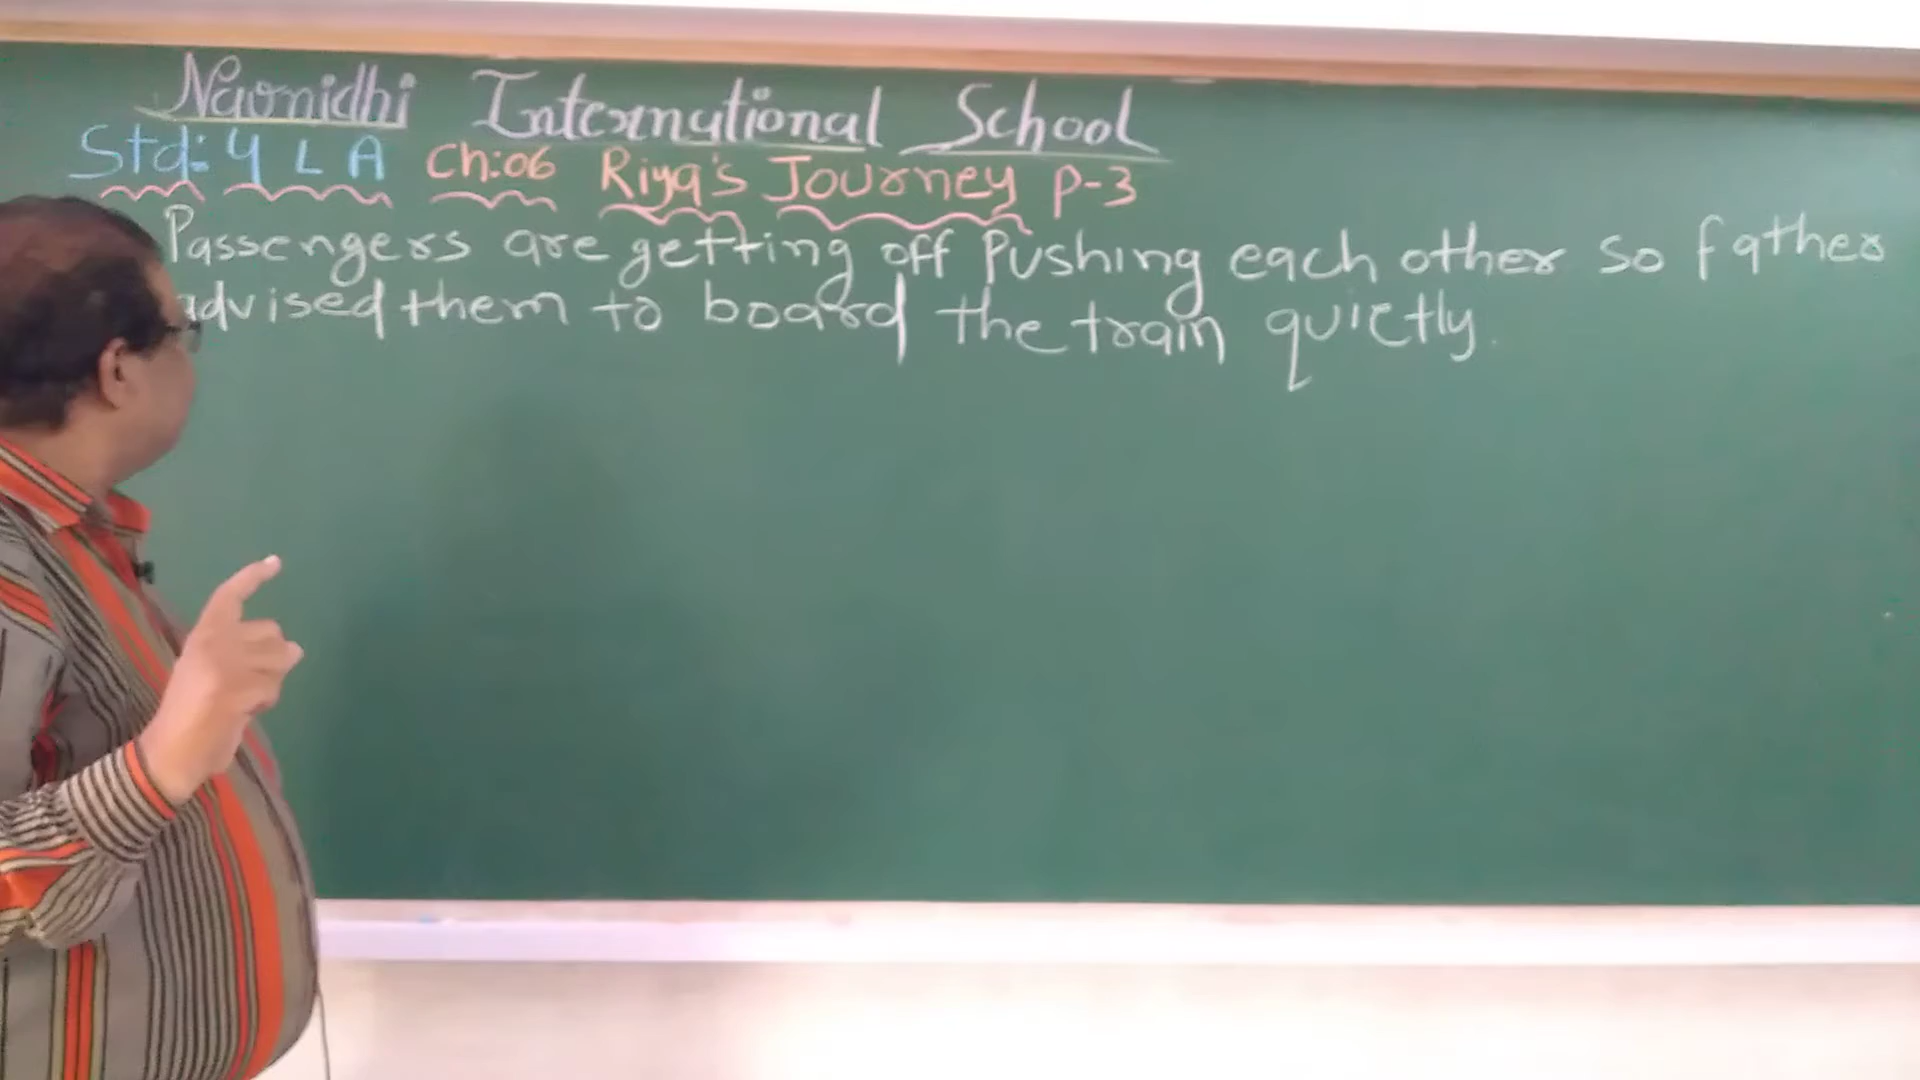 Navnidhi International School
Std: 4 L A Ch:06 Riya's Journey P-3
Passengers are getting off Pushing each other so father
advised them to board the train quietly.